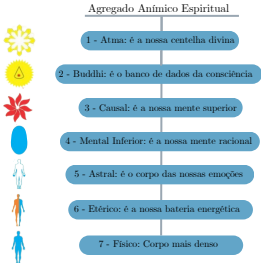 Agregado Anímico Espiritual
1 - Atma: é a nossa centelha divina
2 - Buddhi: é o banco de dados da consciência
3 - Causal: é a nossa mente superior
4 - Mental Inferior: é a nossa mente racional
5 - Astral: é o corpo das nossas emoções
6 - Etérico: é a nossa bateria energética
7 - Físico: Corpo mais denso